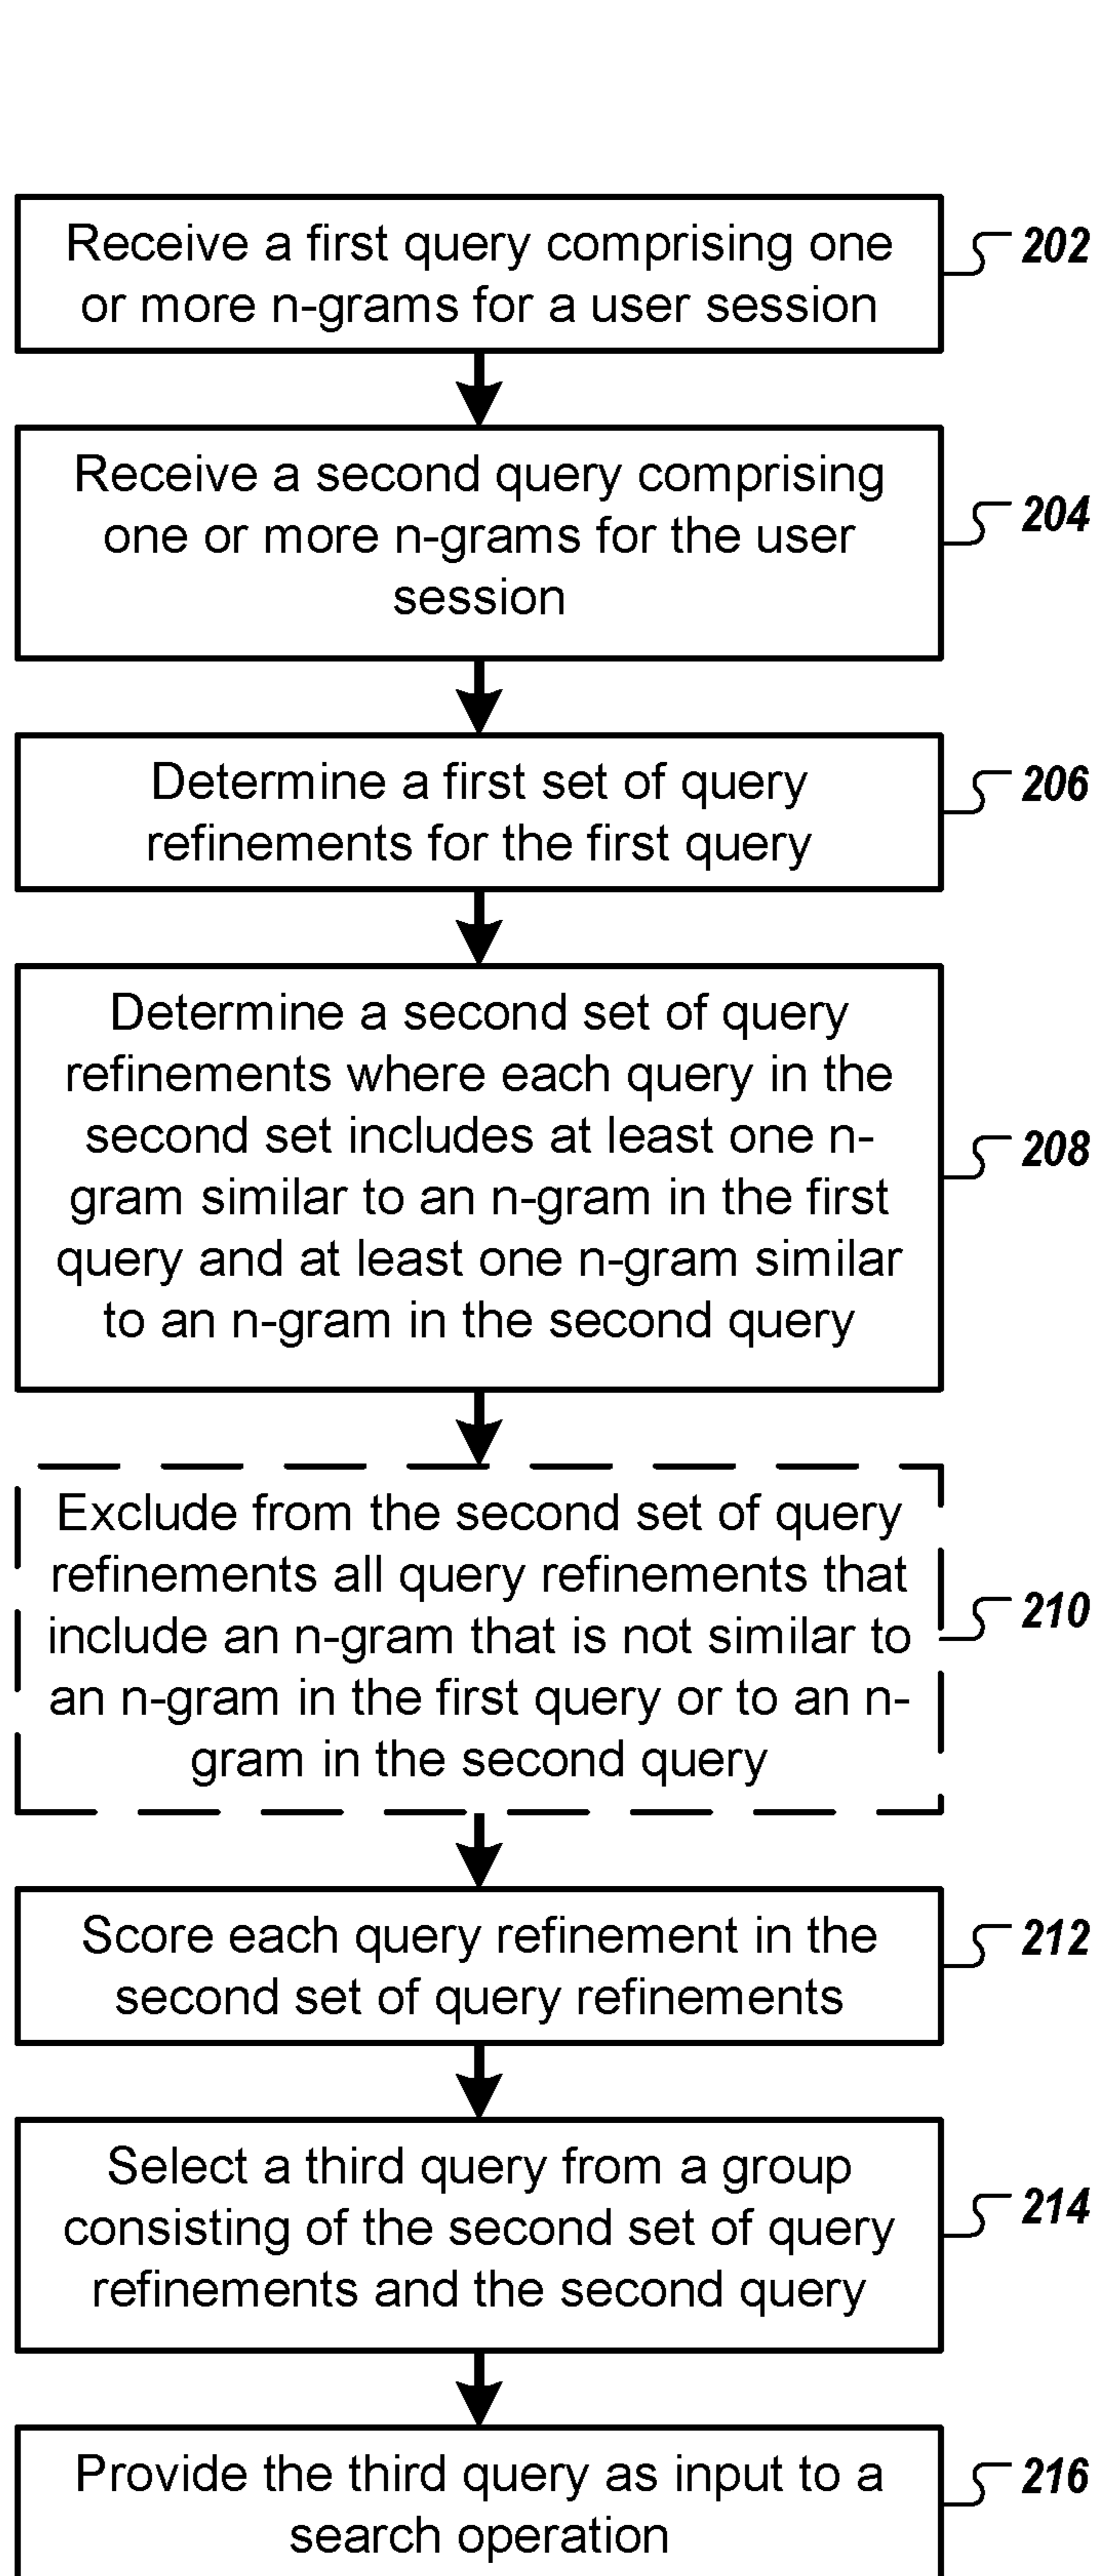 Receive a first query comprising one
or more n-grams for a user session
202
Receive a second query comprising
one or more n-grams for the user
session
204
Determine a first set of query
refinements for the first query
206
Determine a second set of query
refinements where each query in the
second set includes at least one n-
gram similar to an n-gram in the first
query and at least one n-gram similar
to an n-gram in the second query
208
Exclude from the second set of query
refinements all query refinements that
include an n-gram that is not similar to
an n-gram in the first query or to an n-
gram in the second query
210
Score each query refinement in the
second set of query refinements
212
Select a third query from a group
consisting of the second set of query
refinements and the second query
214
Provide the third query as input to a
search operation
216